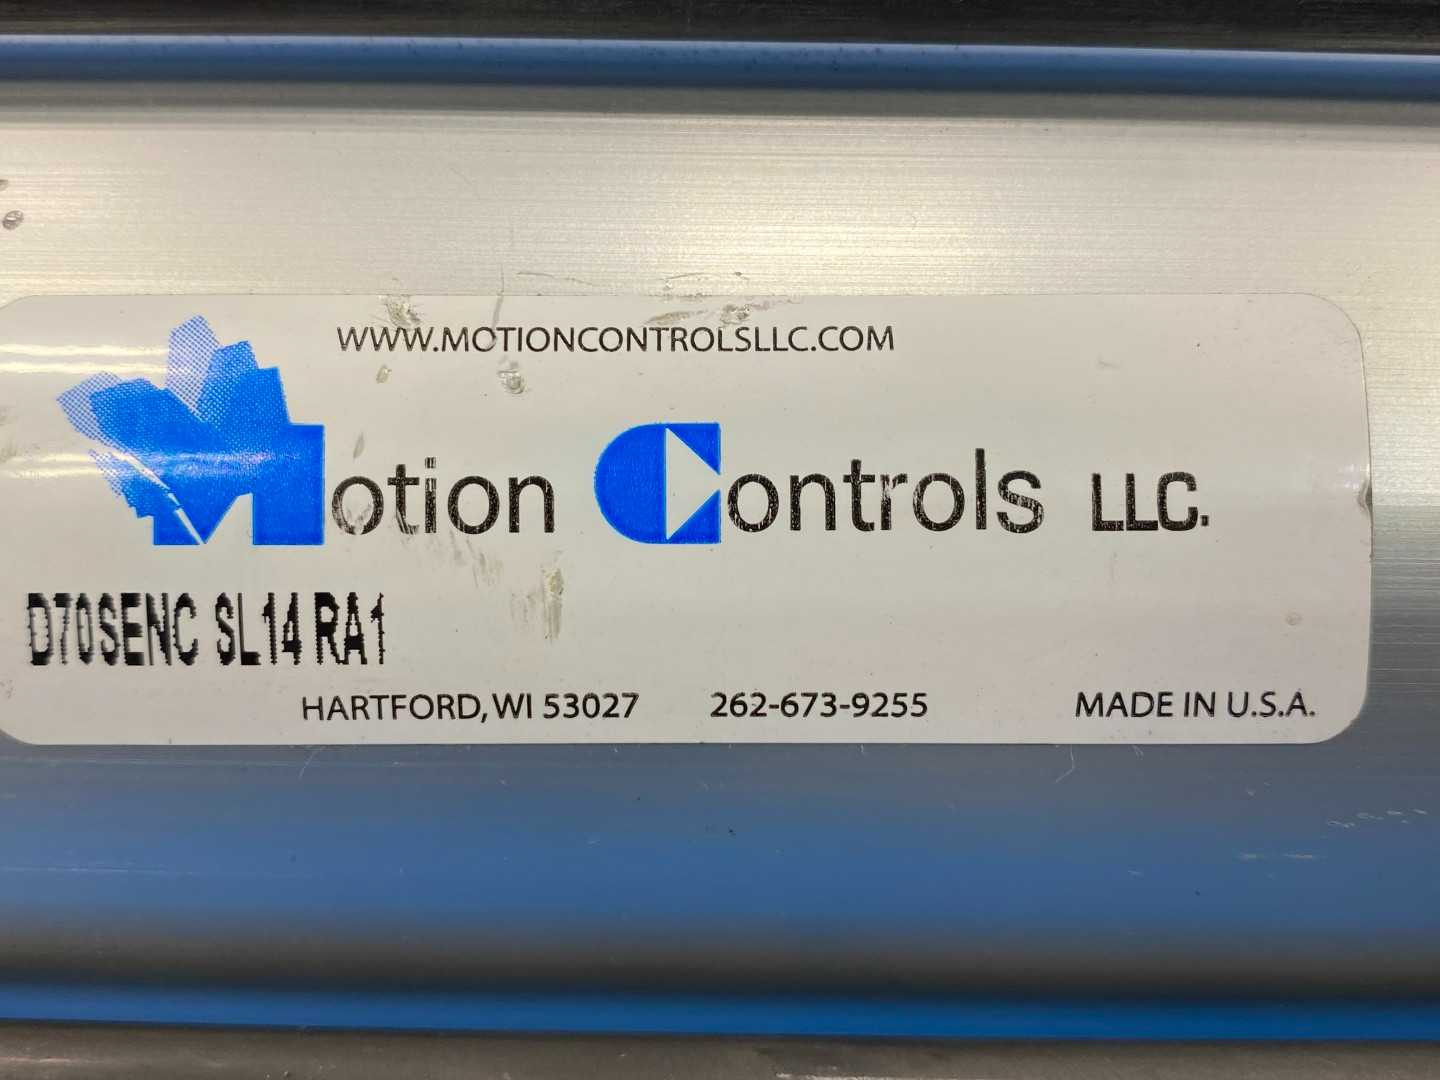 WWW.MOTIONCONTROLSLLC.COM
Motion Controls LLC.
D70SENC SL14 RA1
HARTFORD, WI 53027 262-673-9255 MADE IN U.S.A.